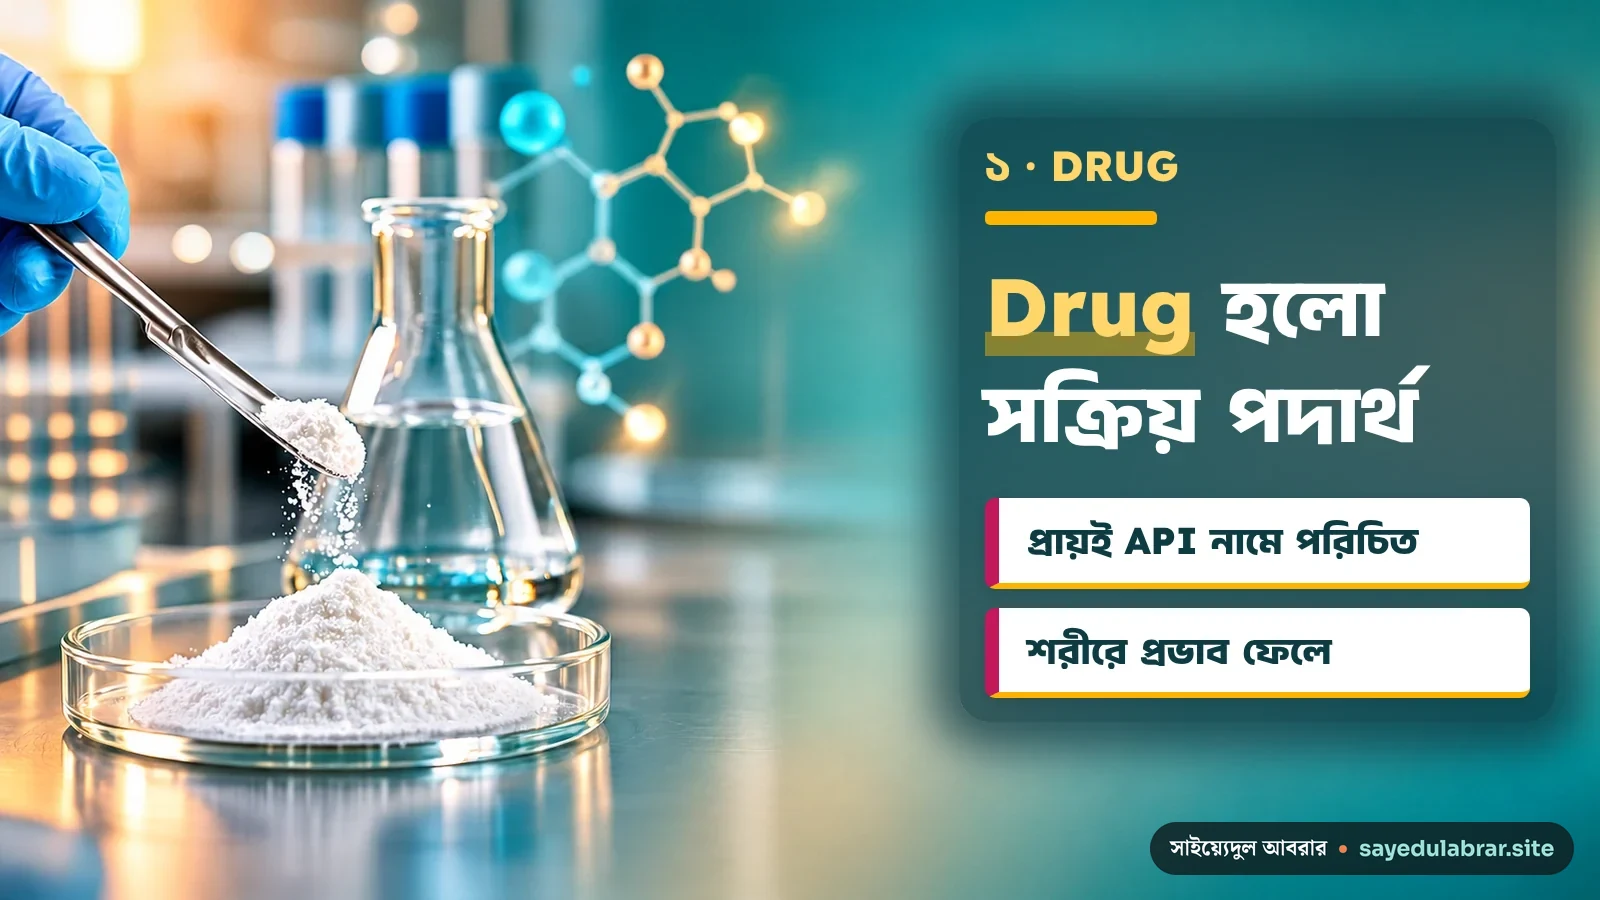 ১ · DRUG
Drug হলো
সক্রিয় পদার্থ
প্রায়ই API নামে পরিচিত
শরীরে প্রভাব ফেলে
সাইয়্যেদুল আবরার • sayedulabrar.site